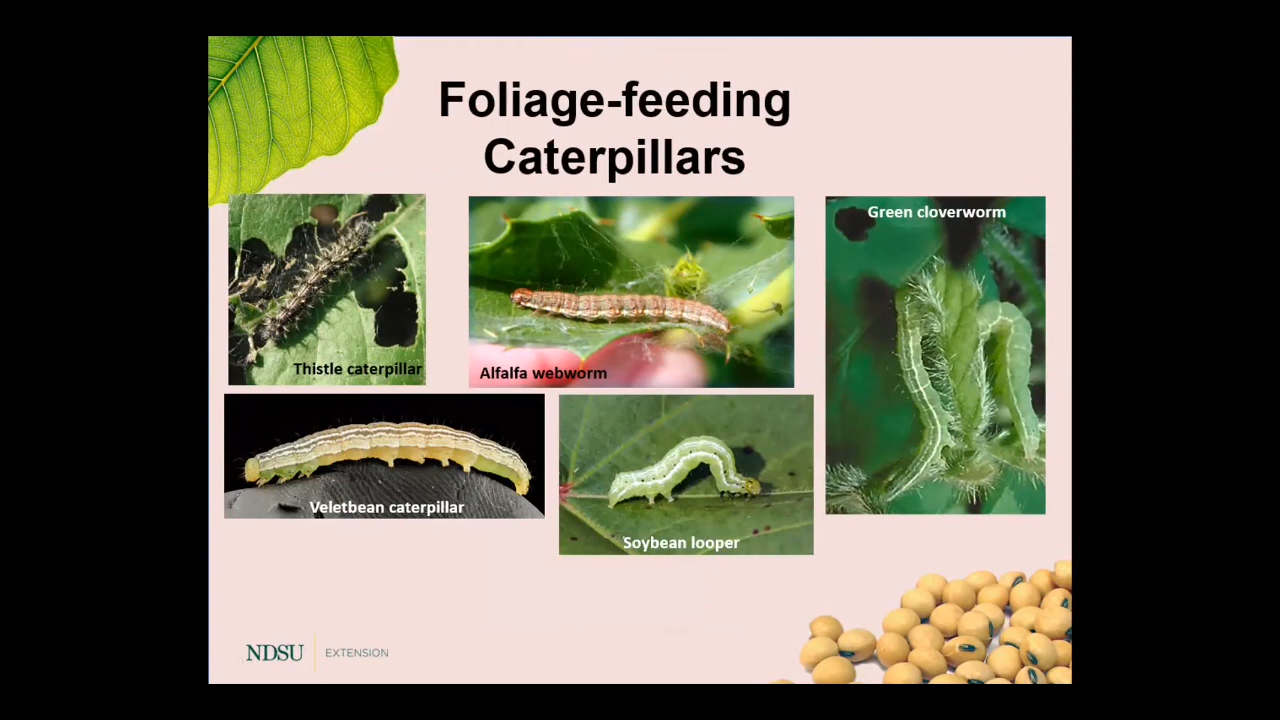 Foliage-feeding
Caterpillars
Thistle caterpillar
Alfalfa webworm
Green cloverworm
Veletbean caterpillar
Soybean looper
NDSU EXTENSION